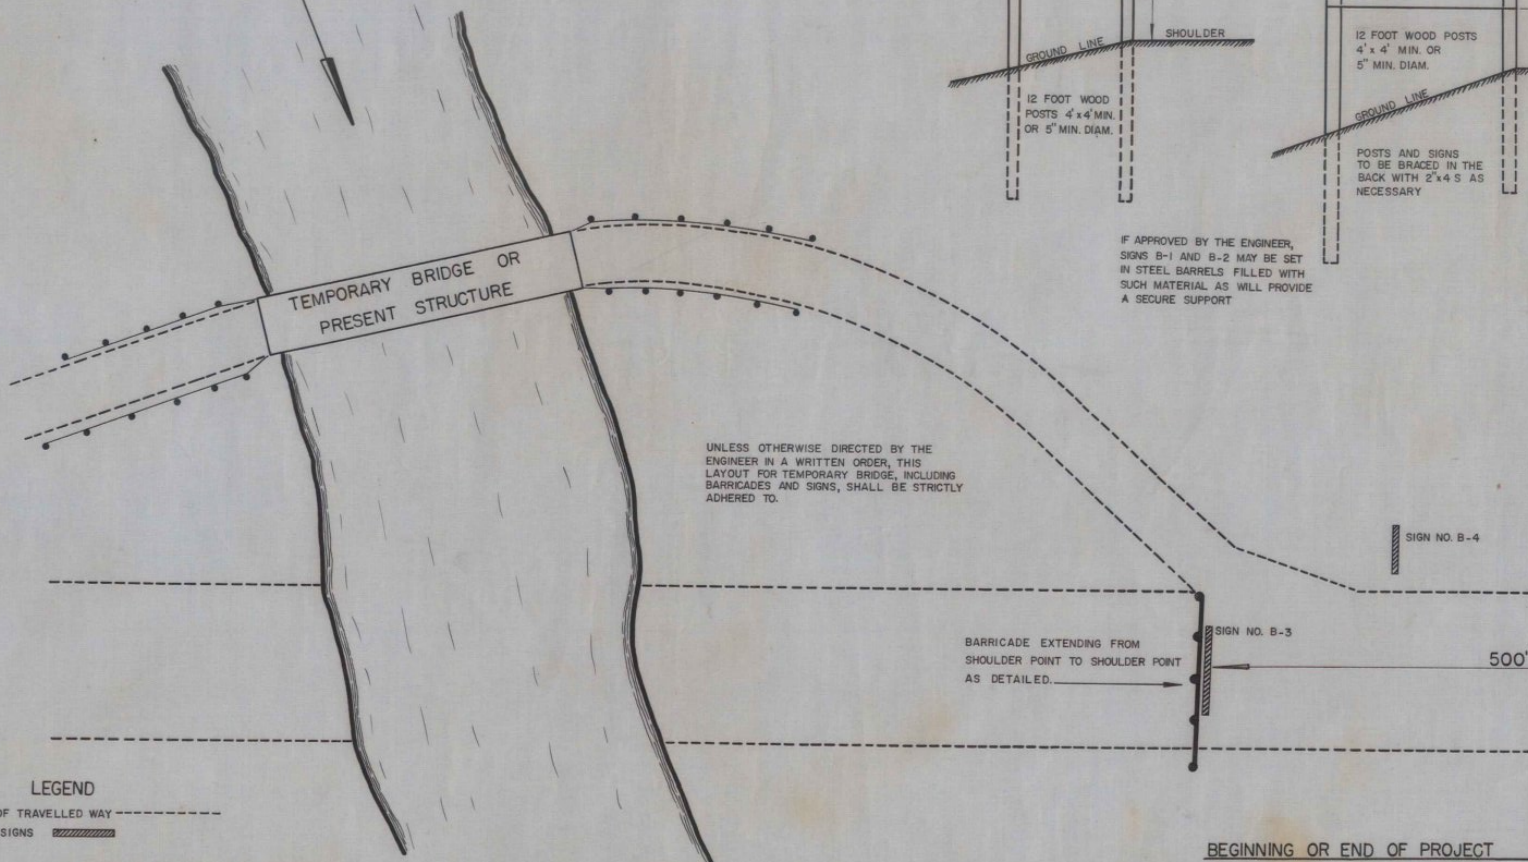 SHOULDER
GROUND LINE
12 FOOT WOOD
POSTS 4'x4' MIN.
OR 5" MIN. DIAM.
12 FOOT WOOD POSTS
4'x 4' MIN. OR
5" MIN. DIAM.
GROUND LINE
POSTS AND SIGNS
TO BE BRACED IN THE
BACK WITH 2"x4 S AS
NECESSARY
IF APPROVED BY THE ENGINEER,
SIGNS B-1 AND B-2 MAY BE SET
IN STEEL BARRELS FILLED WITH
SUCH MATERIAL AS WILL PROVIDE
A SECURE SUPPORT
TEMPORARY BRIDGE OR
PRESENT STRUCTURE
UNLESS OTHERWISE DIRECTED BY THE
ENGINEER IN A WRITTEN ORDER, THIS
LAYOUT FOR TEMPORARY BRIDGE, INCLUDING
BARRICADES AND SIGNS, SHALL BE STRICTLY
ADHERED TO.
SIGN NO. B-4
SIGN NO. B-3
BARRICADE EXTENDING FROM
SHOULDER POINT TO SHOULDER POINT
AS DETAILED.
500'
LEGEND
OF TRAVELLED WAY
SIGNS
BEGINNING OR END OF PROJECT